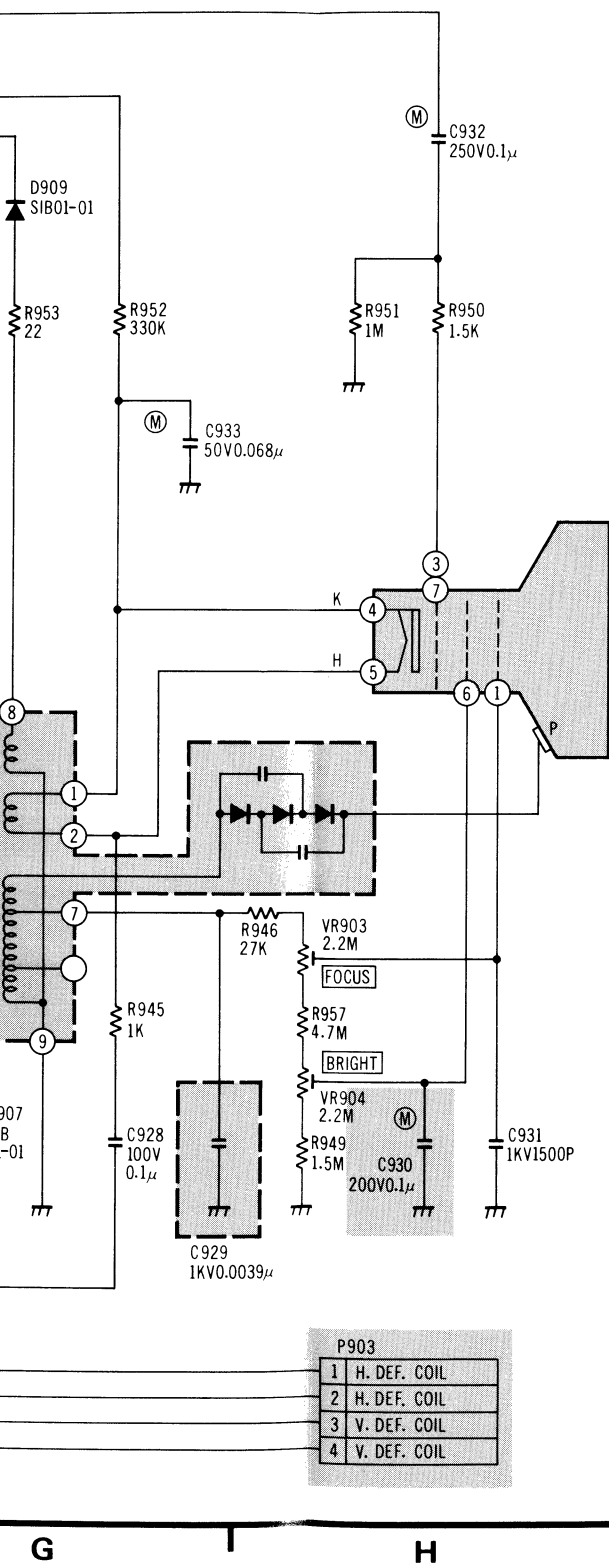 M
C932
250V0.1μ
D909
SIB01-01
R953
22
R952
330K
R951
1M
R950
1.5K
M
C933
50V0.068μ
3
7
K
4
H
5
6
1
P
8
1
2
7
R946
27K
VR903
2.2M
FOCUS
R945
1K
R957
4.7M
9
BRIGHT
VR904
2.2M
907
B
-01
C928
100V
0.1μ
R949
1.5M
M
C930
200V0.1μ
C931
1KV1500P
C929
1KV0.0039μ
P903
1 H. DEF. COIL
2 H. DEF. COIL
3 V. DEF. COIL
4 V. DEF. COIL
G H